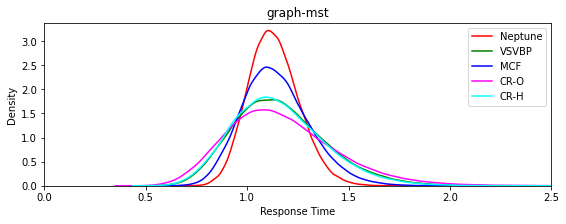 graph-mst
Density
3.0
2.5
2.0
1.5
1.0
0.5
0.0
0.0 0.5 1.0 1.5 2.0 2.5
Response Time
Neptune
VSVBP
MCF
CR-O
CR-H